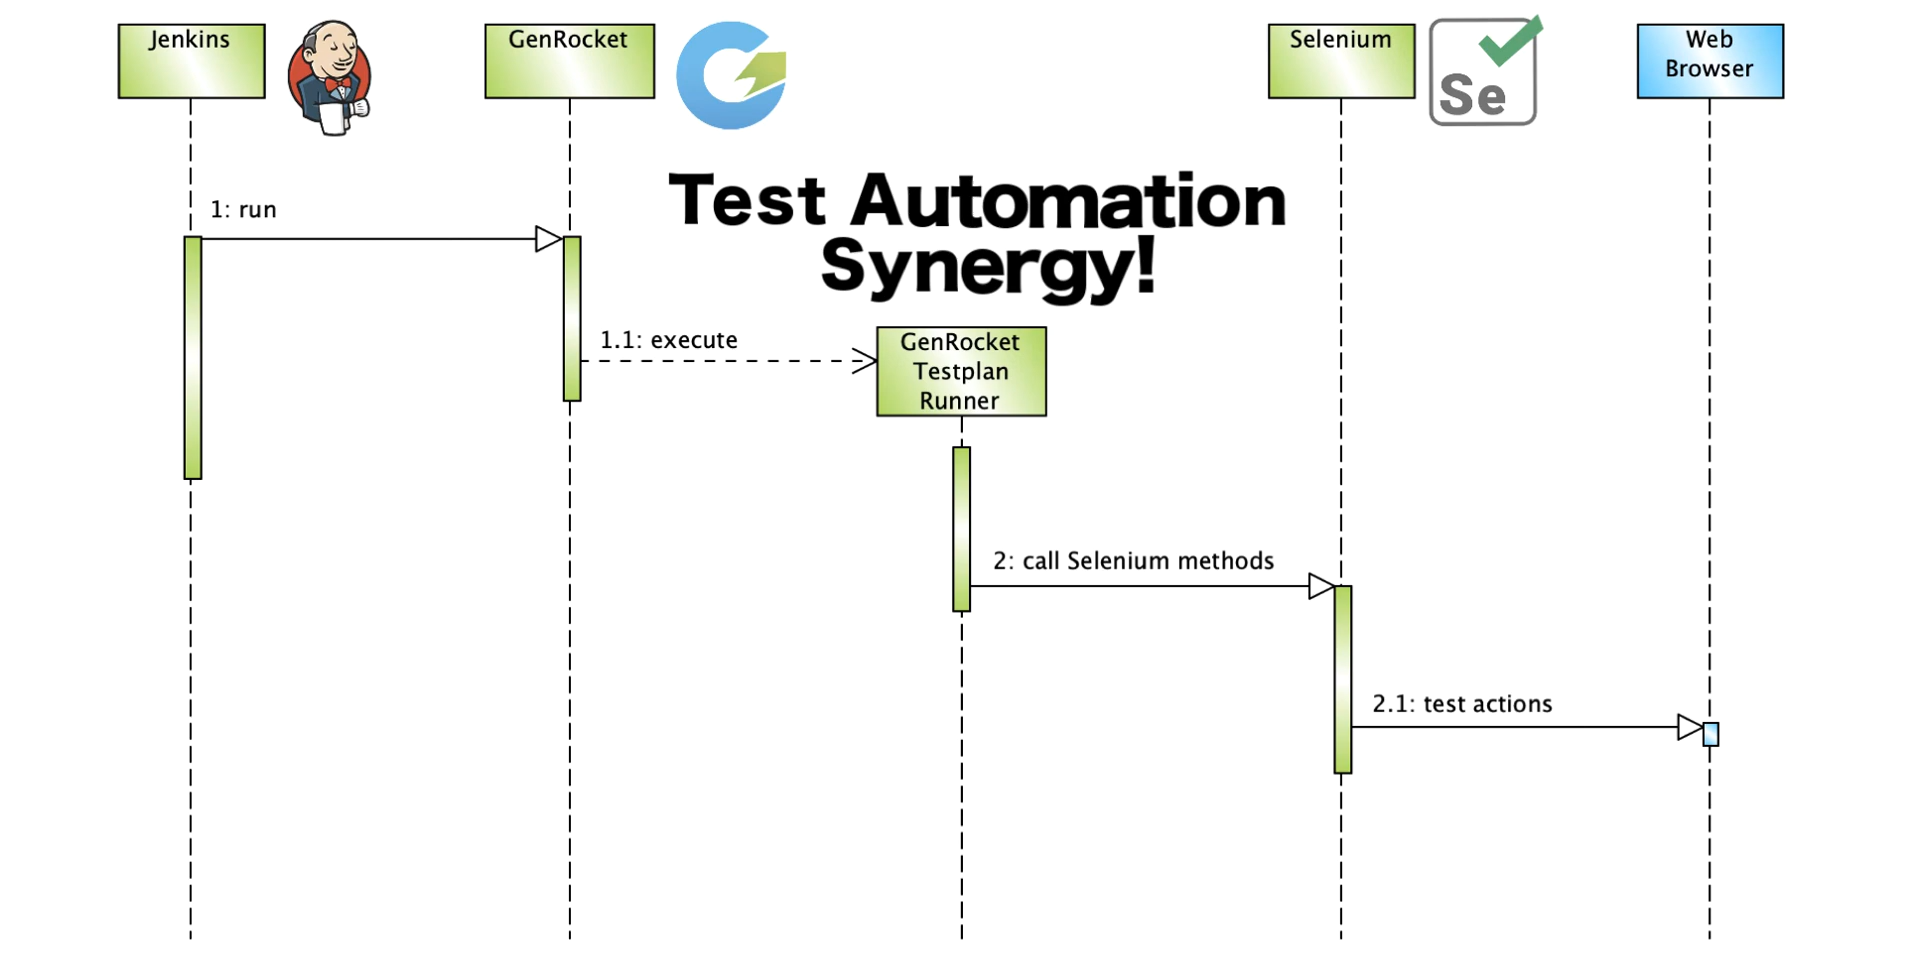 Jenkins
GenRocket
Selenium
Se
Web
Browser
Test Automation
Synergy!
1: run
1.1: execute
GenRocket
Testplan
Runner
2: call Selenium methods
2.1: test actions